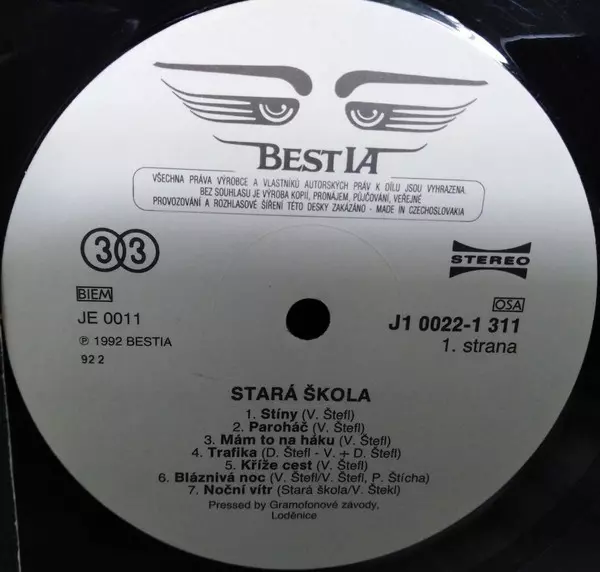 BESTIA
VŠECHNA PRÁVA VÝROBCE A VLASTNÍKŮ AUTORSKÝCH PRÁV K DÍLU JSOU VYHRAZENA.
BEZ SOUHLASU JE VÝROBA KOPIÍ, PRONÁJEM, PŮJČOVÁNÍ, VEŘEJNÉ
PROVOZOVÁNÍ A ROZHLASOVÉ ŠÍŘENÍ TÉTO DESKY ZAKÁZÁNO - MADE IN CZECHOSLOVAKIA
33
STEREO
BIEM
JE 0011
℗ 1992 BESTIA
92 2
OSA
J1 0022-1 311
1. strana
STARÁ ŠKOLA
1. Stíny (V. Štefl)
2. Paroháč (V. Štefl)
3. Mám to na háku (V. Štefl)
4. Trafika (D. Štefl - V. + D. Štefl)
5. Kříže cest (V. Štefl)
6. Bláznivá noc (V. Štefl/V. Štefl, P. Štícha)
7. Noční vítr (Stará škola/V. Štekl)
Pressed by Gramofonové závody,
Loděnice